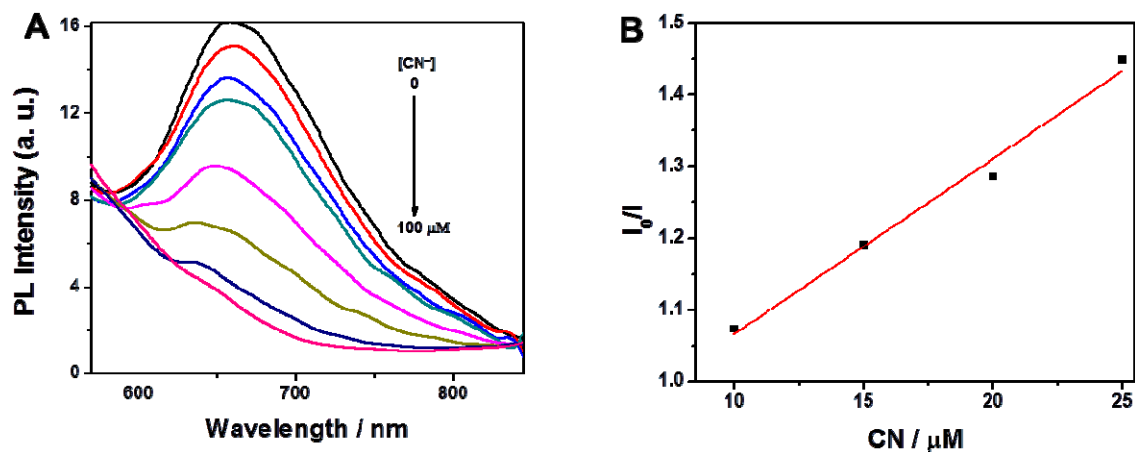 A
PL Intensity (a. u.)
16
12
8
4
0
[CN⁻]
0
100 μM
600 700 800
Wavelength / nm
B
I₀/I
1.5
1.4
1.3
1.2
1.1
1.0
10 15 20 25
CN / μM